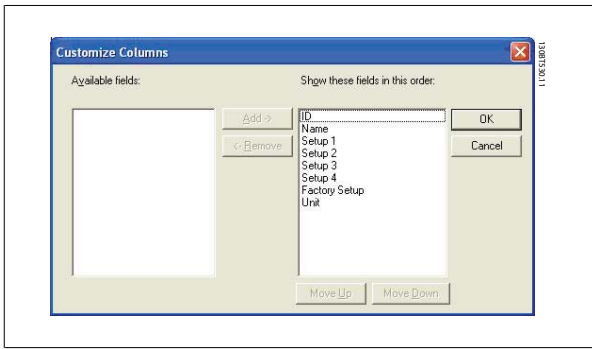 Customize Columns
Available fields:
Show these fields in this order:
Add ->
<- Remove
ID
Name
Setup 1
Setup 2
Setup 3
Setup 4
Factory Setup
Unit
OK
Cancel
Move Up
Move Down
130BT530.11